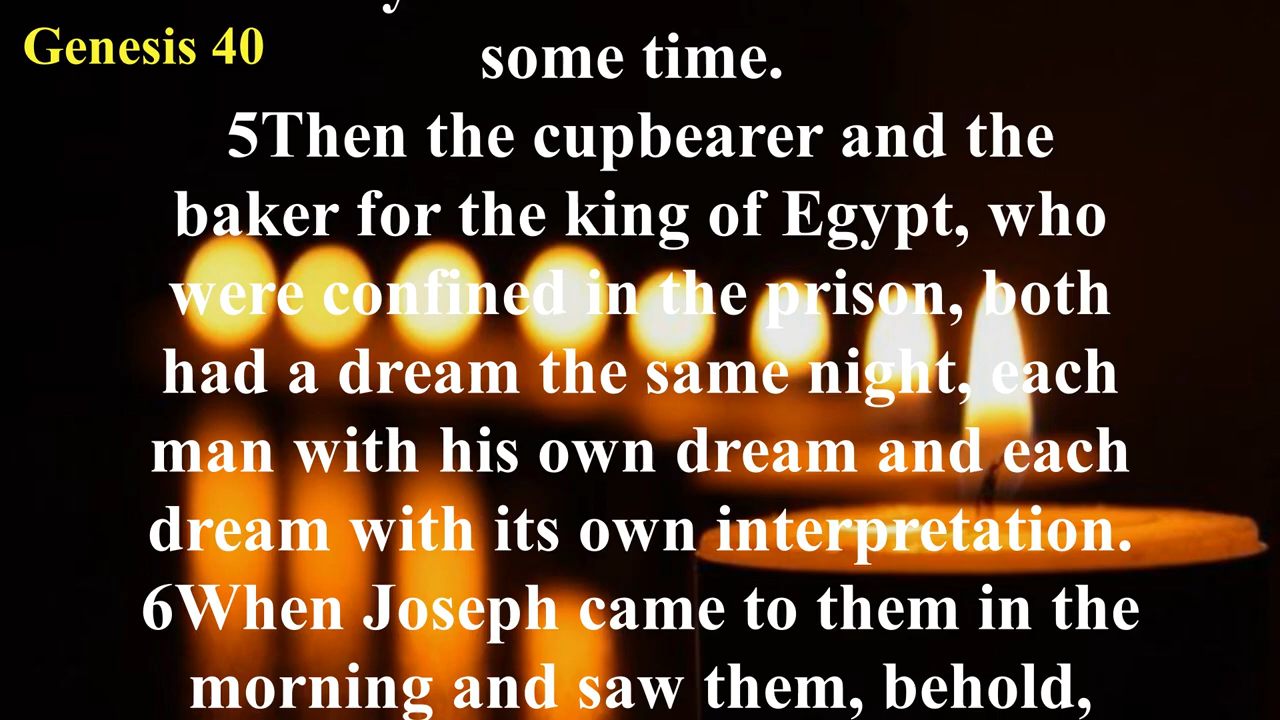 Genesis 40
some time.
5Then the cupbearer and the
baker for the king of Egypt, who
were confined in the prison, both
had a dream the same night, each
man with his own dream and each
dream with its own interpretation.
6When Joseph came to them in the
morning and saw them, behold,